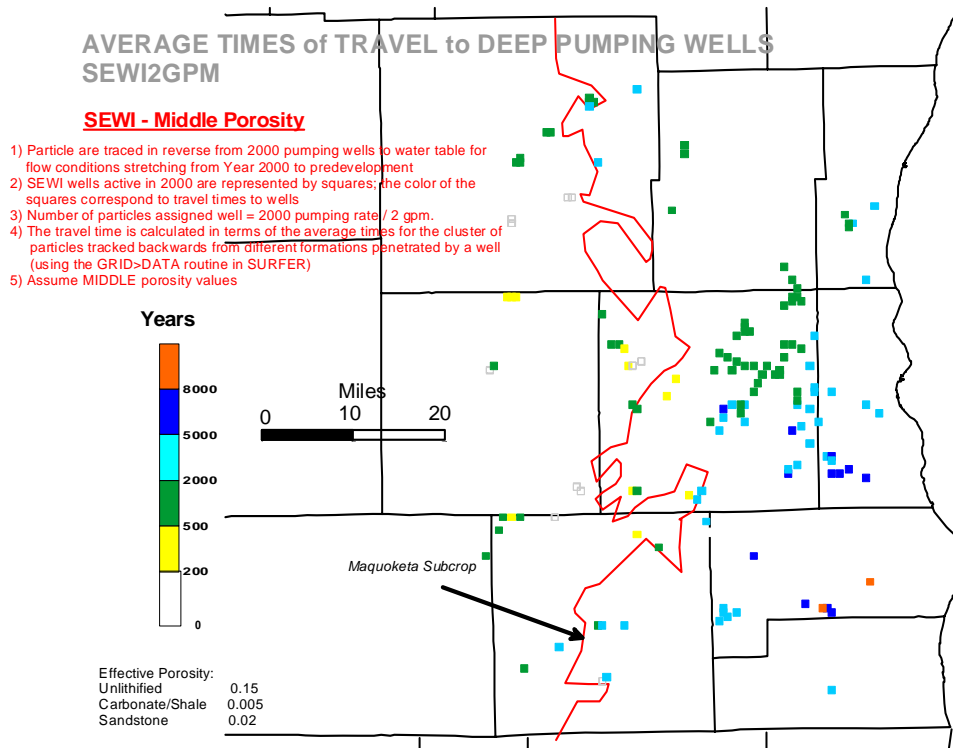 AVERAGE TIMES of TRAVEL to DEEP PUMPING WELLS
SEWI2GPM
SEWI - Middle Porosity
1) Particle are traced in reverse from 2000 pumping wells to water table for
flow conditions stretching from Year 2000 to predevelopment
2) SEWI wells active in 2000 are represented by squares; the color of the
squares correspond to travel times to wells
3) Number of particles assigned well = 2000 pumping rate / 2 gpm.
4) The travel time is calculated in terms of the average times for the cluster of
particles tracked backwards from different formations penetrated by a well
(using the GRID>DATA routine in SURFER)
5) Assume MIDDLE porosity values
Years
8000
5000
2000
500
200
0
Miles
0 10 20
Maquoketa Subcrop
Effective Porosity:
Unlithified 0.15
Carbonate/Shale 0.005
Sandstone 0.02